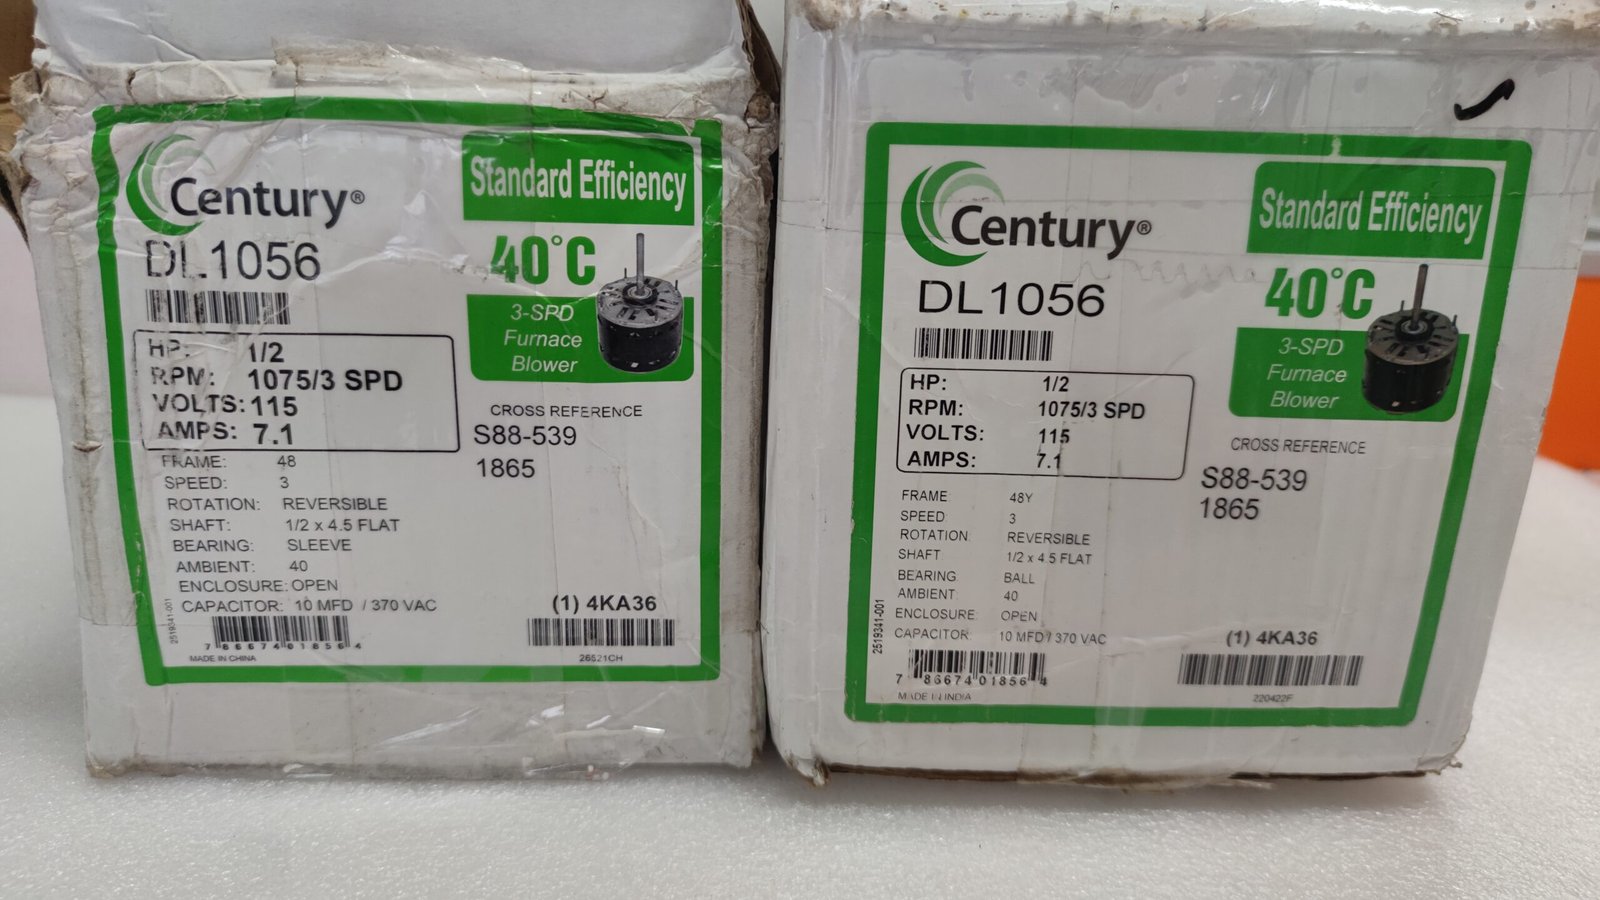 Century®
Standard Efficiency
DL1056
40°C
3-SPD
Furnace
Blower
HP: 1/2
RPM: 1075/3 SPD
VOLTS: 115
AMPS: 7.1
CROSS REFERENCE
S88-539
1865
FRAME: 48
SPEED: 3
ROTATION: REVERSIBLE
SHAFT: 1/2 x 4.5 FLAT
BEARING: SLEEVE
AMBIENT: 40
ENCLOSURE: OPEN
CAPACITOR: 10 MFD / 370 VAC
(1) 4KA36
2519341-001
7 86674 01856 4
MADE IN CHINA
26521CH
Century®
Standard Efficiency
DL1056
40°C
3-SPD
Furnace
Blower
HP: 1/2
RPM: 1075/3 SPD
VOLTS: 115
AMPS: 7.1
CROSS REFERENCE
S88-539
1865
FRAME 48Y
SPEED 3
ROTATION REVERSIBLE
SHAFT 1/2 x 4.5 FLAT
BEARING BALL
AMBIENT 40
ENCLOSURE OPEN
CAPACITOR 10 MFD / 370 VAC
(1) 4KA36
2519341-001
7 86674 01856 4
MADE IN INDIA
220422F